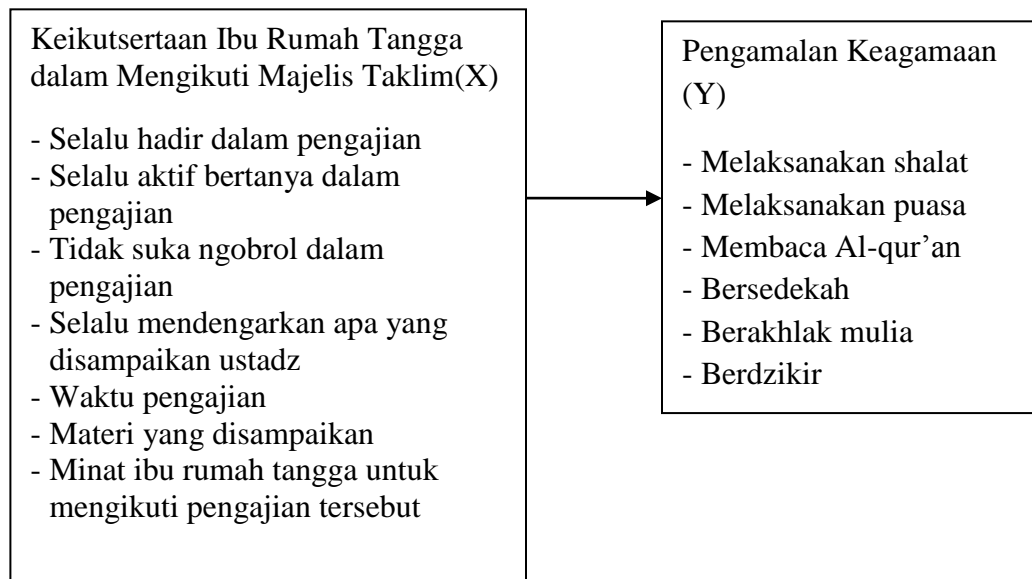 Keikutsertaan Ibu Rumah Tangga
dalam Mengikuti Majelis Taklim(X)
- Selalu hadir dalam pengajian
- Selalu aktif bertanya dalam
pengajian
- Tidak suka ngobrol dalam
pengajian
- Selalu mendengarkan apa yang
disampaikan ustadz
- Waktu pengajian
- Materi yang disampaikan
- Minat ibu rumah tangga untuk
mengikuti pengajian tersebut
Pengamalan Keagamaan
(Y)
- Melaksanakan shalat
- Melaksanakan puasa
- Membaca Al-qur’an
- Bersedekah
- Berakhlak mulia
- Berdzikir